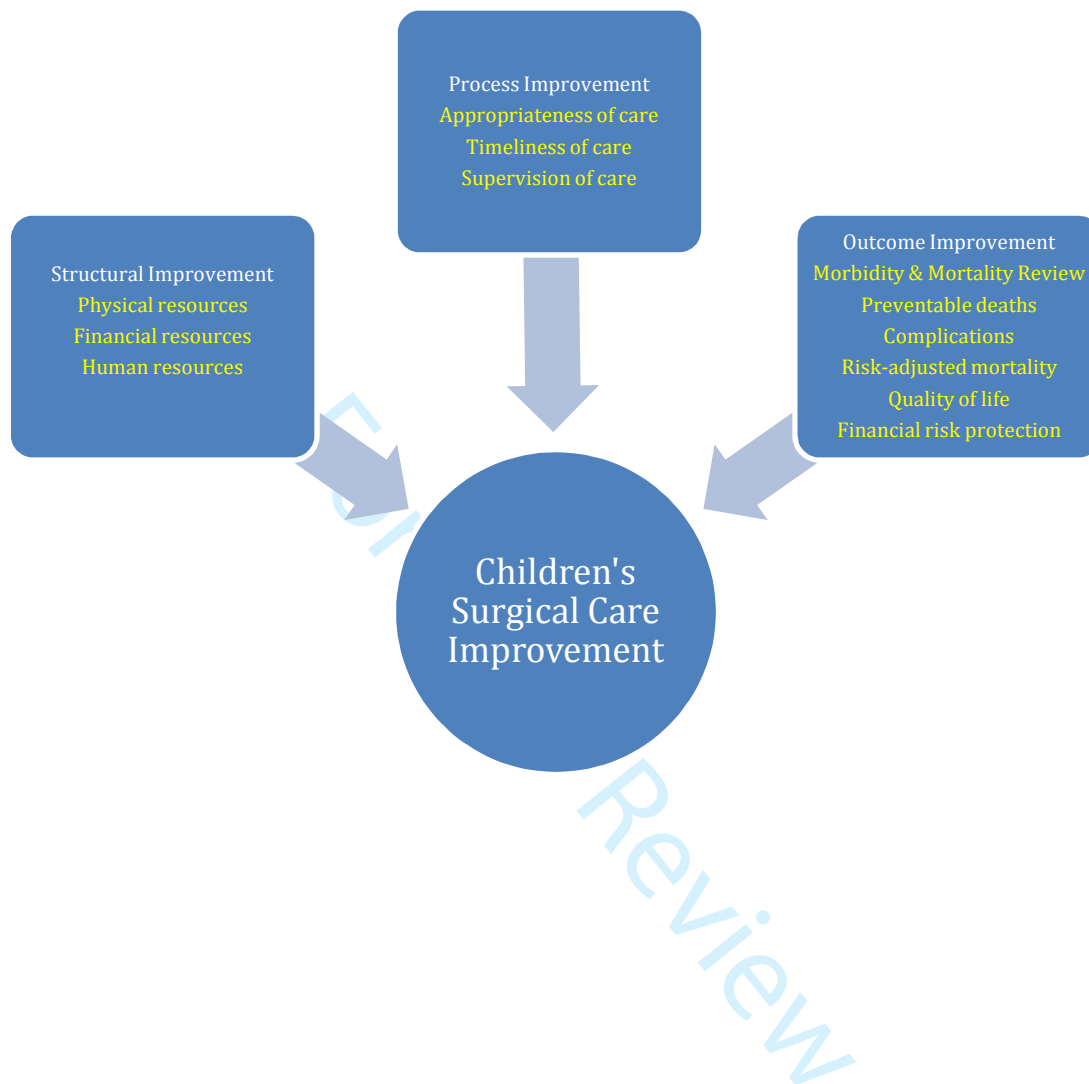 Process Improvement
Appropriateness of care
Timeliness of care
Supervision of care
Structural Improvement
Physical resources
Financial resources
Human resources
Outcome Improvement
Morbidity & Mortality Review
Preventable deaths
Complications
Risk-adjusted mortality
Quality of life
Financial risk protection
Children's
Surgical Care
Improvement
For
Review